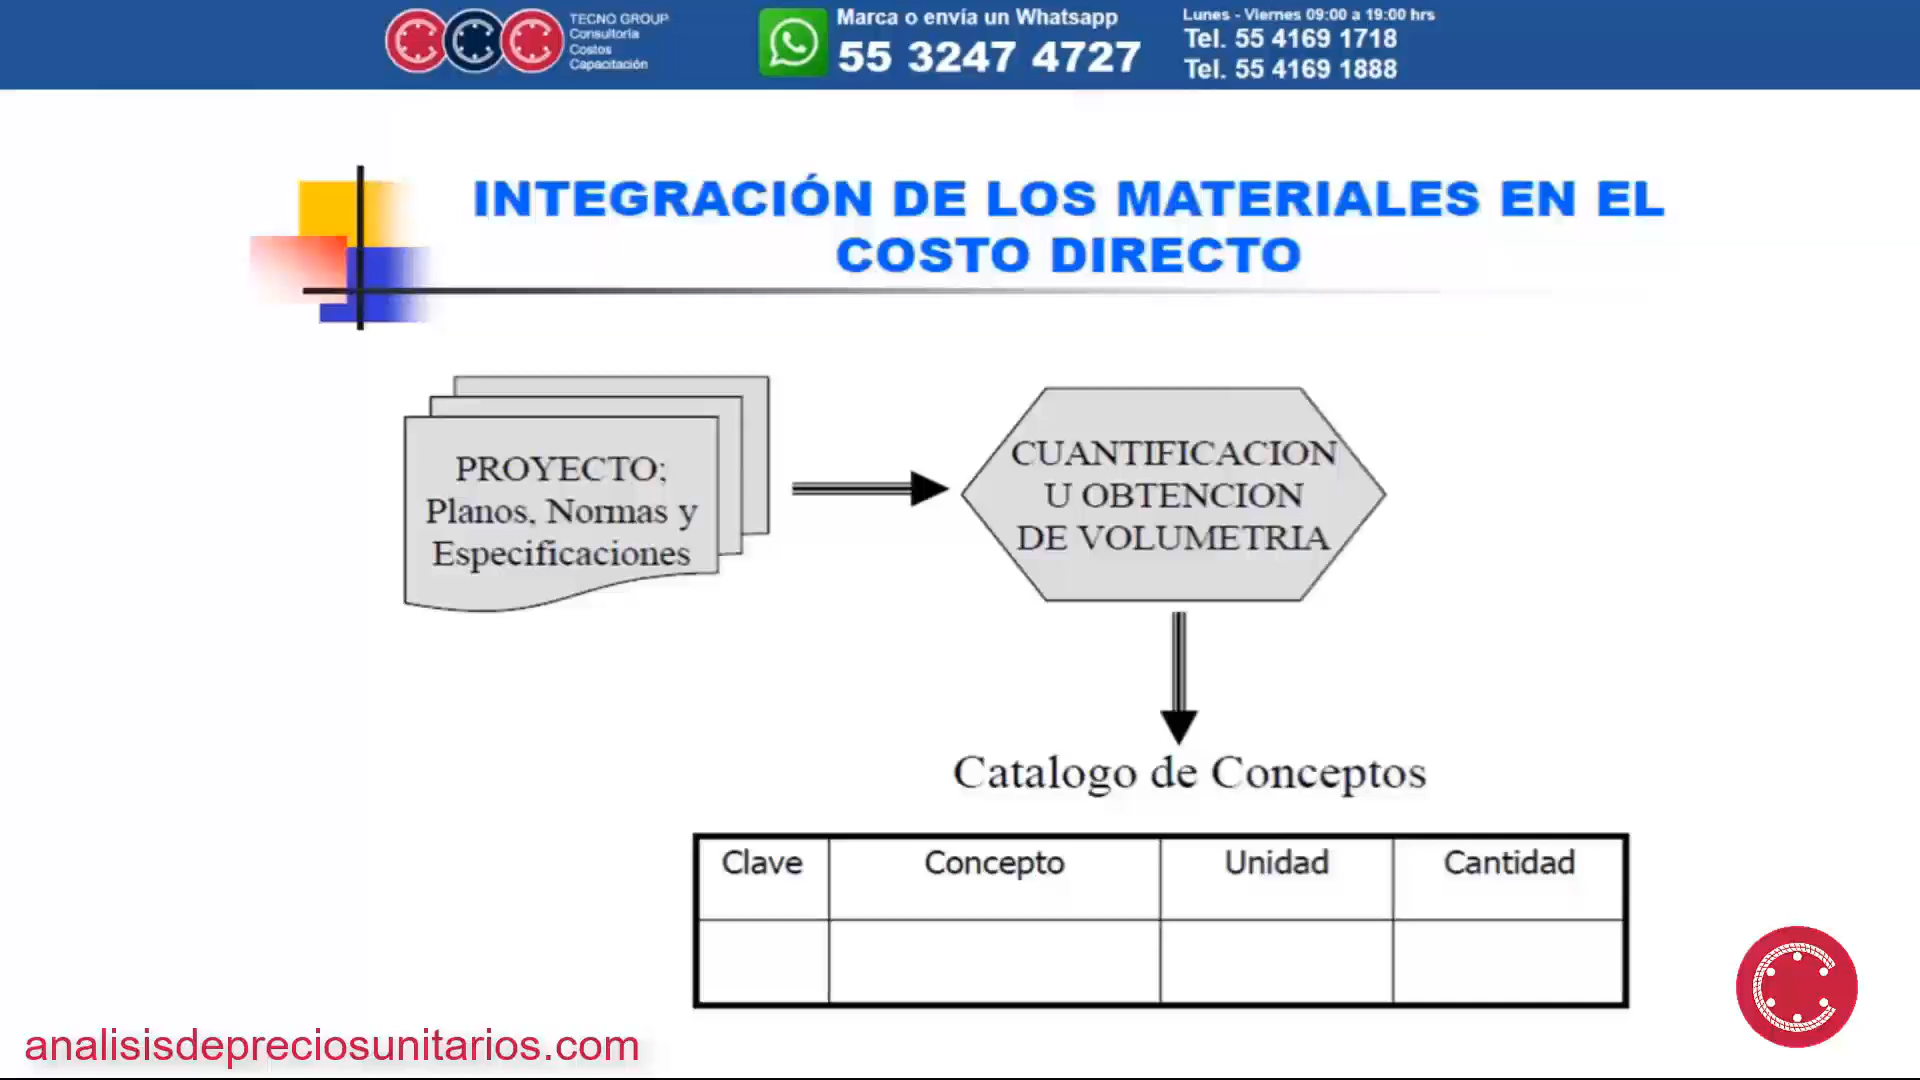 TECNO GROUP
Consultoría
Costos
Capacitación
Marca o envía un Whatsapp
55 3247 4727
Lunes - Viernes 09:00 a 19:00 hrs
Tel. 55 4169 1718
Tel. 55 4169 1888
INTEGRACIÓN DE LOS MATERIALES EN EL
COSTO DIRECTO
PROYECTO;
Planos, Normas y
Especificaciones
CUANTIFICACION
U OBTENCION
DE VOLUMETRIA
Catalogo de Conceptos
Clave Concepto Unidad Cantidad
analisisdepreciosunitarios.com